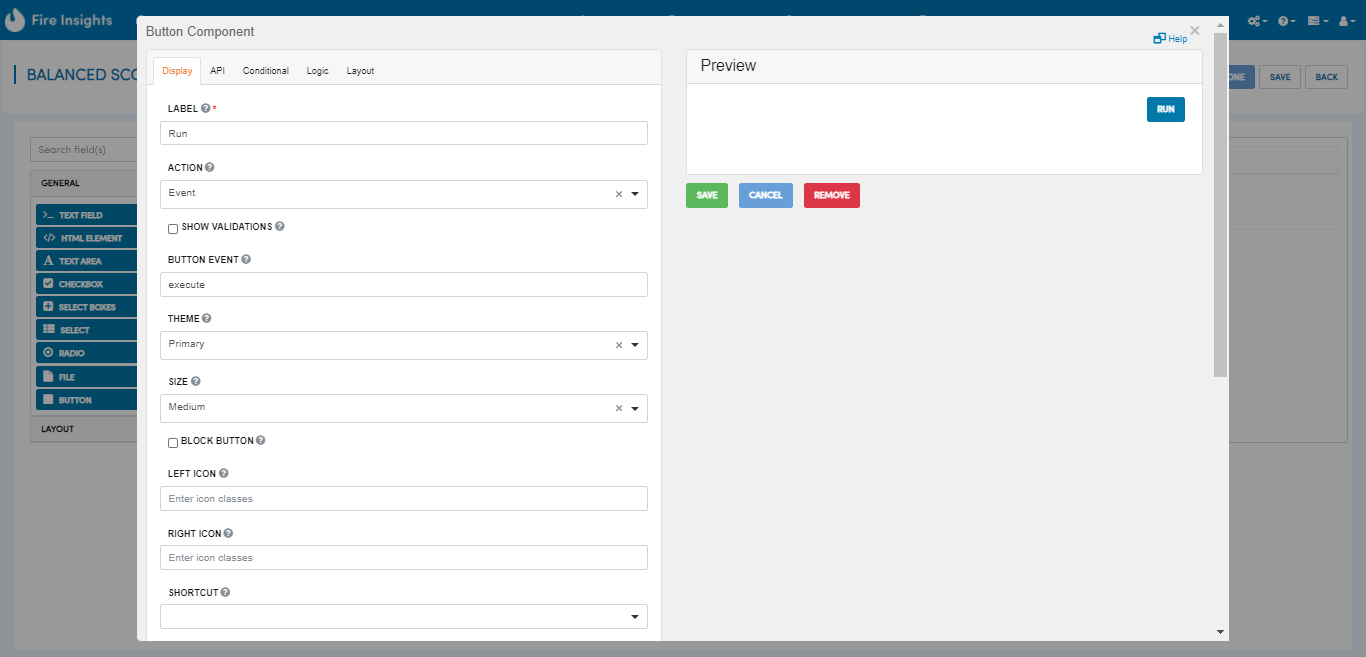 Fire Insights
Button Component
Help
BALANCED SCO
ONE
SAVE
BACK
Display
API
Conditional
Logic
Layout
Preview
LABEL *
Run
RUN
Search field(s)
ACTION
Event
GENERAL
SAVE
CANCEL
REMOVE
TEXT FIELD
SHOW VALIDATIONS
HTML ELEMENT
TEXT AREA
BUTTON EVENT
CHECKBOX
execute
SELECT BOXES
THEME
SELECT
Primary
RADIO
FILE
SIZE
BUTTON
Medium
LAYOUT
BLOCK BUTTON
LEFT ICON
Enter icon classes
RIGHT ICON
Enter icon classes
SHORTCUT